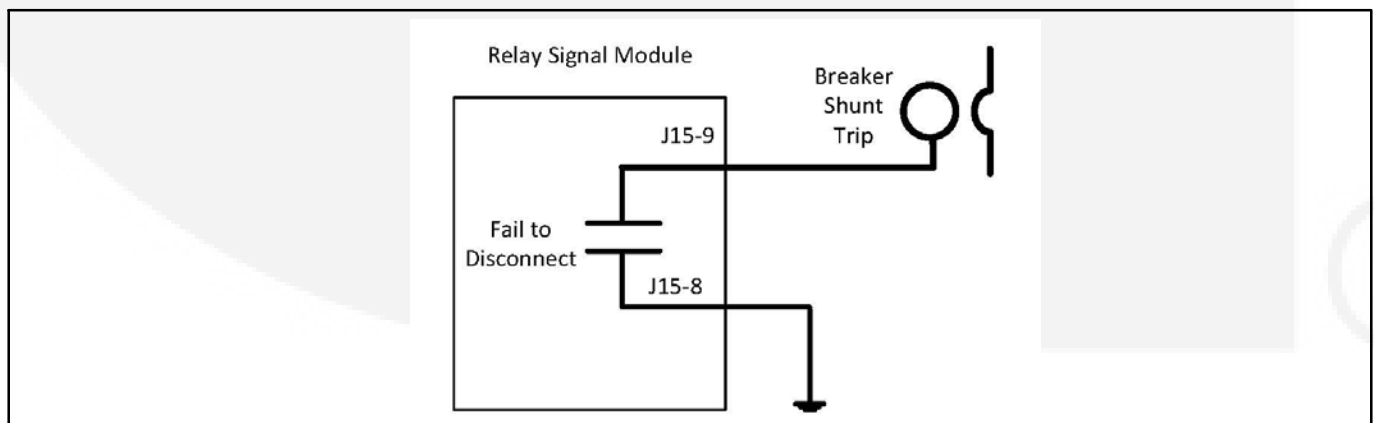 Relay Signal Module
Breaker
Shunt
Trip
J15-9
Fail to
Disconnect
J15-8